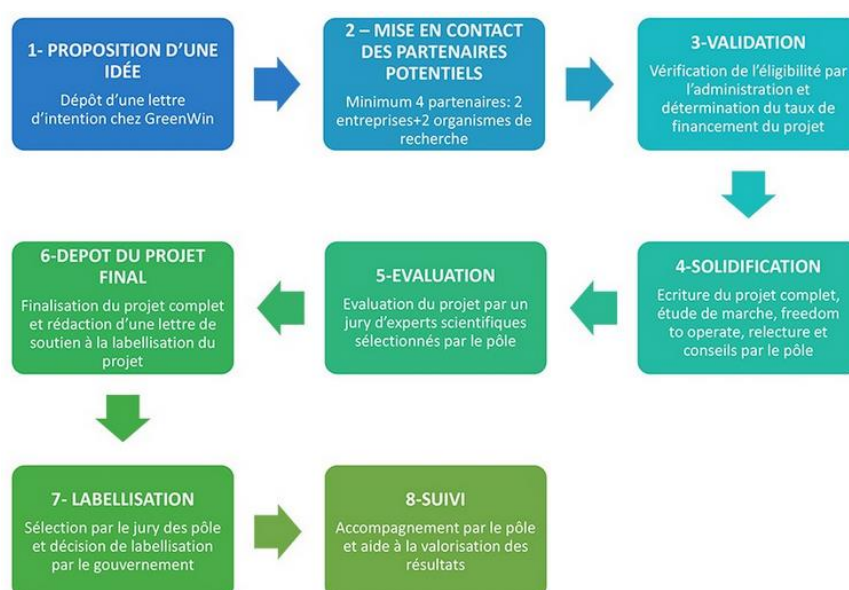 1- PROPOSITION D'UNE
IDÉE
Dépôt d'une lettre
d'intention chez GreenWin
2 – MISE EN CONTACT
DES PARTENAIRES
POTENTIELS
Minimum 4 partenaires: 2
entreprises+2 organismes de
recherche
3-VALIDATION
Vérification de l'éligibilité par
l'administration et
détermination du taux de
financement du projet
4-SOLIDIFICATION
Ecriture du projet complet,
étude de marche, freedom
to operate, relecture et
conseils par le pôle
5-EVALUATION
Evaluation du projet par un
jury d'experts scientifiques
sélectionnés par le pôle
6-DEPOT DU PROJET
FINAL
Finalisation du projet complet
et rédaction d'une lettre de
soutien à la labellisation du
projet
7- LABELLISATION
Sélection par le jury des pôle
et décision de labellisation
par le gouvernement
8-SUIVI
Accompagnement par le pôle
et aide à la valorisation des
résultats